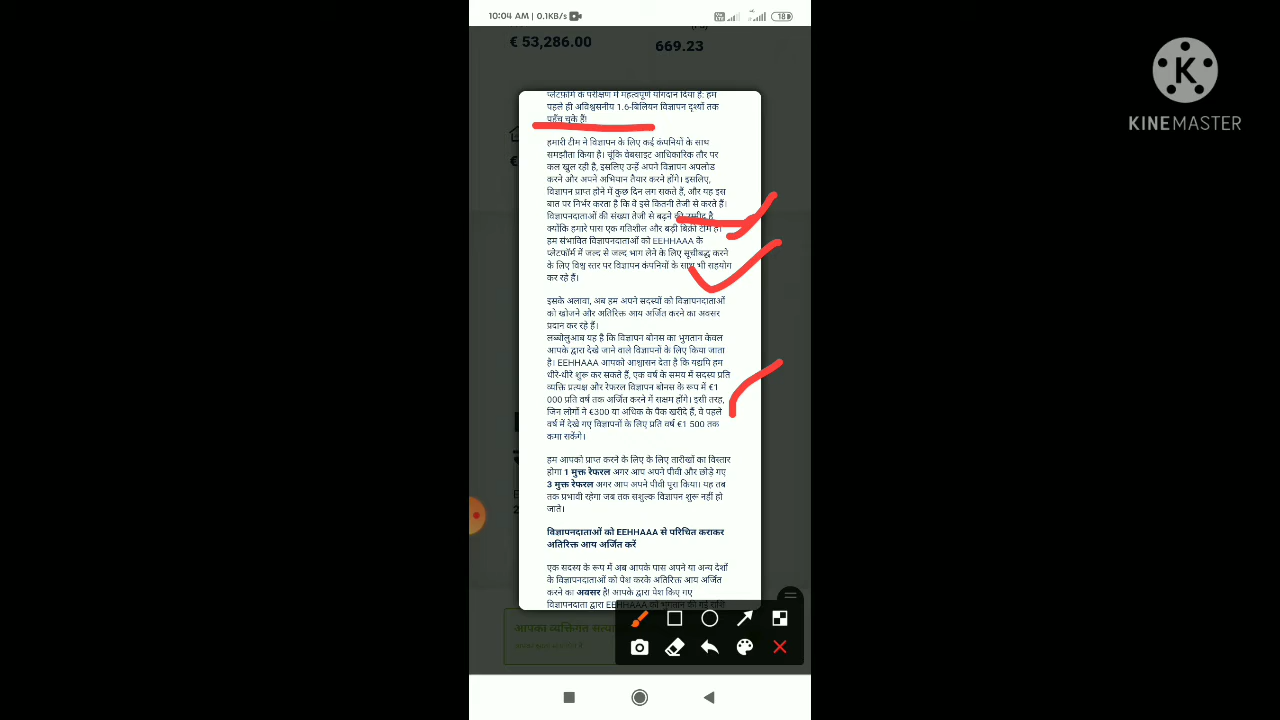 10:04 AM | 0.1KB/s
18
€ 53,286.00
669.23
प्लेटफ़ॉर्म के परीक्षण में महत्वपूर्ण योगदान दिया है: हम
पहले ही अविश्वसनीय 1.6-बिलियन विज्ञापन दृश्यों तक
पहुँच चुके हैं!
हमारी टीम ने विज्ञापन के लिए कई कंपनियों के साथ
समझौता किया है। चूंकि वेबसाइट आधिकारिक तौर पर
कल खुल रही है, इसलिए उन्हें अपने विज्ञापन अपलोड
करने और अपने अभियान तैयार करने होंगे। इसलिए,
विज्ञापन प्राप्त होने में कुछ दिन लग सकते हैं, और यह इस
बात पर निर्भर करता है कि वे इसे कितनी तेजी से करते हैं।
विज्ञापनदाताओं की संख्या तेजी से बढ़ने की उम्मीद है
क्योंकि हमारे पास एक गतिशील और बड़ी बिक्री टीम है।
हम संभावित विज्ञापनदाताओं को EEHHAAA के
प्लेटफॉर्म में जल्द से जल्द भाग लेने के लिए सूचीबद्ध करने
के लिए विश्व स्तर पर विज्ञापन कंपनियों के साथ भी सहयोग
कर रहे हैं।
इसके अलावा, अब हम अपने सदस्यों को विज्ञापनदाताओं
को खोजने और अतिरिक्त आय अर्जित करने का अवसर
प्रदान कर रहे हैं।
लब्बोलुआब यह है कि विज्ञापन बोनस का भुगतान केवल
आपके द्वारा देखे जाने वाले विज्ञापनों के लिए किया जाता
है। EEHHAAA आपको आश्वासन देता है कि यद्यपि हम
धीरे-धीरे शुरू कर सकते हैं, एक वर्ष के समय में सदस्य प्रति
व्यक्ति प्रत्यक्ष और रेफरल विज्ञापन बोनस के रूप में €1
000 प्रति वर्ष तक अर्जित करने में सक्षम होंगे। इसी तरह,
जिन लोगों ने €300 या अधिक के पैक खरीदे हैं, वे पहले
वर्ष में देखे गए विज्ञापनों के लिए प्रति वर्ष €1 500 तक
कमा सकेंगे।
हम आपको प्राप्त करने के लिए के लिए तारीखों का विस्तार
होगा 1 मुक्त रेफरल अगर आप अपने पीवी और छोड़े गए
3 मुक्त रेफरल अगर आप अपने पीवी पूरा किया। यह तब
तक प्रभावी रहेगा जब तक सशुल्क विज्ञापन शुरू नहीं हो
जाते।
विज्ञापनदाताओं को EEHHAAA से परिचित कराकर
अतिरिक्त आय अर्जित करें
एक सदस्य के रूप में अब आपके पास अपने या अन्य देशों
के विज्ञापनदाताओं को पेश करके अतिरिक्त आय अर्जित
करने का अवसर है! आपके द्वारा पेश किए गए
विज्ञापनदाता द्वारा EEHHAAA को भुगतान की गई राशि
आपका व्यक्तिगत
K
KINEMASTER